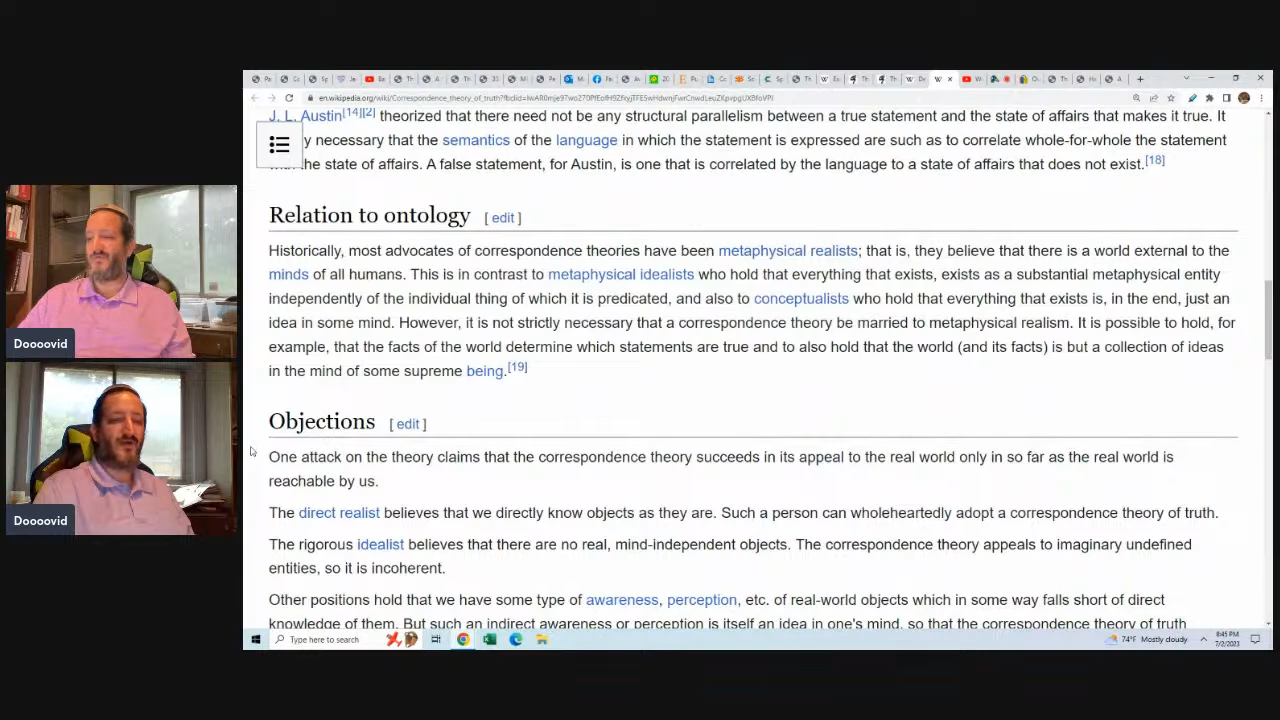 en.wikipedia.org/wiki/Correspondence_theory_of_truth?fbclid=
J. L. Austin[14][2] theorized that there need not be any structural parallelism between a true statement and the state of affairs that makes it true. It
y necessary that the semantics of the language in which the statement is expressed are such as to correlate whole-for-whole the statement
the state of affairs. A false statement, for Austin, is one that is correlated by the language to a state of affairs that does not exist.[18]
Relation to ontology [ edit ]
Historically, most advocates of correspondence theories have been metaphysical realists; that is, they believe that there is a world external to the
minds of all humans. This is in contrast to metaphysical idealists who hold that everything that exists, exists as a substantial metaphysical entity
independently of the individual thing of which it is predicated, and also to conceptualists who hold that everything that exists is, in the end, just an
idea in some mind. However, it is not strictly necessary that a correspondence theory be married to metaphysical realism. It is possible to hold, for
example, that the facts of the world determine which statements are true and to also hold that the world (and its facts) is but a collection of ideas
in the mind of some supreme being.[19]
Objections [ edit ]
One attack on the theory claims that the correspondence theory succeeds in its appeal to the real world only in so far as the real world is
reachable by us.
The direct realist believes that we directly know objects as they are. Such a person can wholeheartedly adopt a correspondence theory of truth.
The rigorous idealist believes that there are no real, mind-independent objects. The correspondence theory appeals to imaginary undefined
entities, so it is incoherent.
Other positions hold that we have some type of awareness, perception, etc. of real-world objects which in some way falls short of direct
knowledge of them. But such an indirect awareness or perception is itself an idea in one's mind, so that the correspondence theory of truth
Type here to search
74°F Mostly cloudy
8:45 PM
7/2/2023
Doooovid
Doooovid